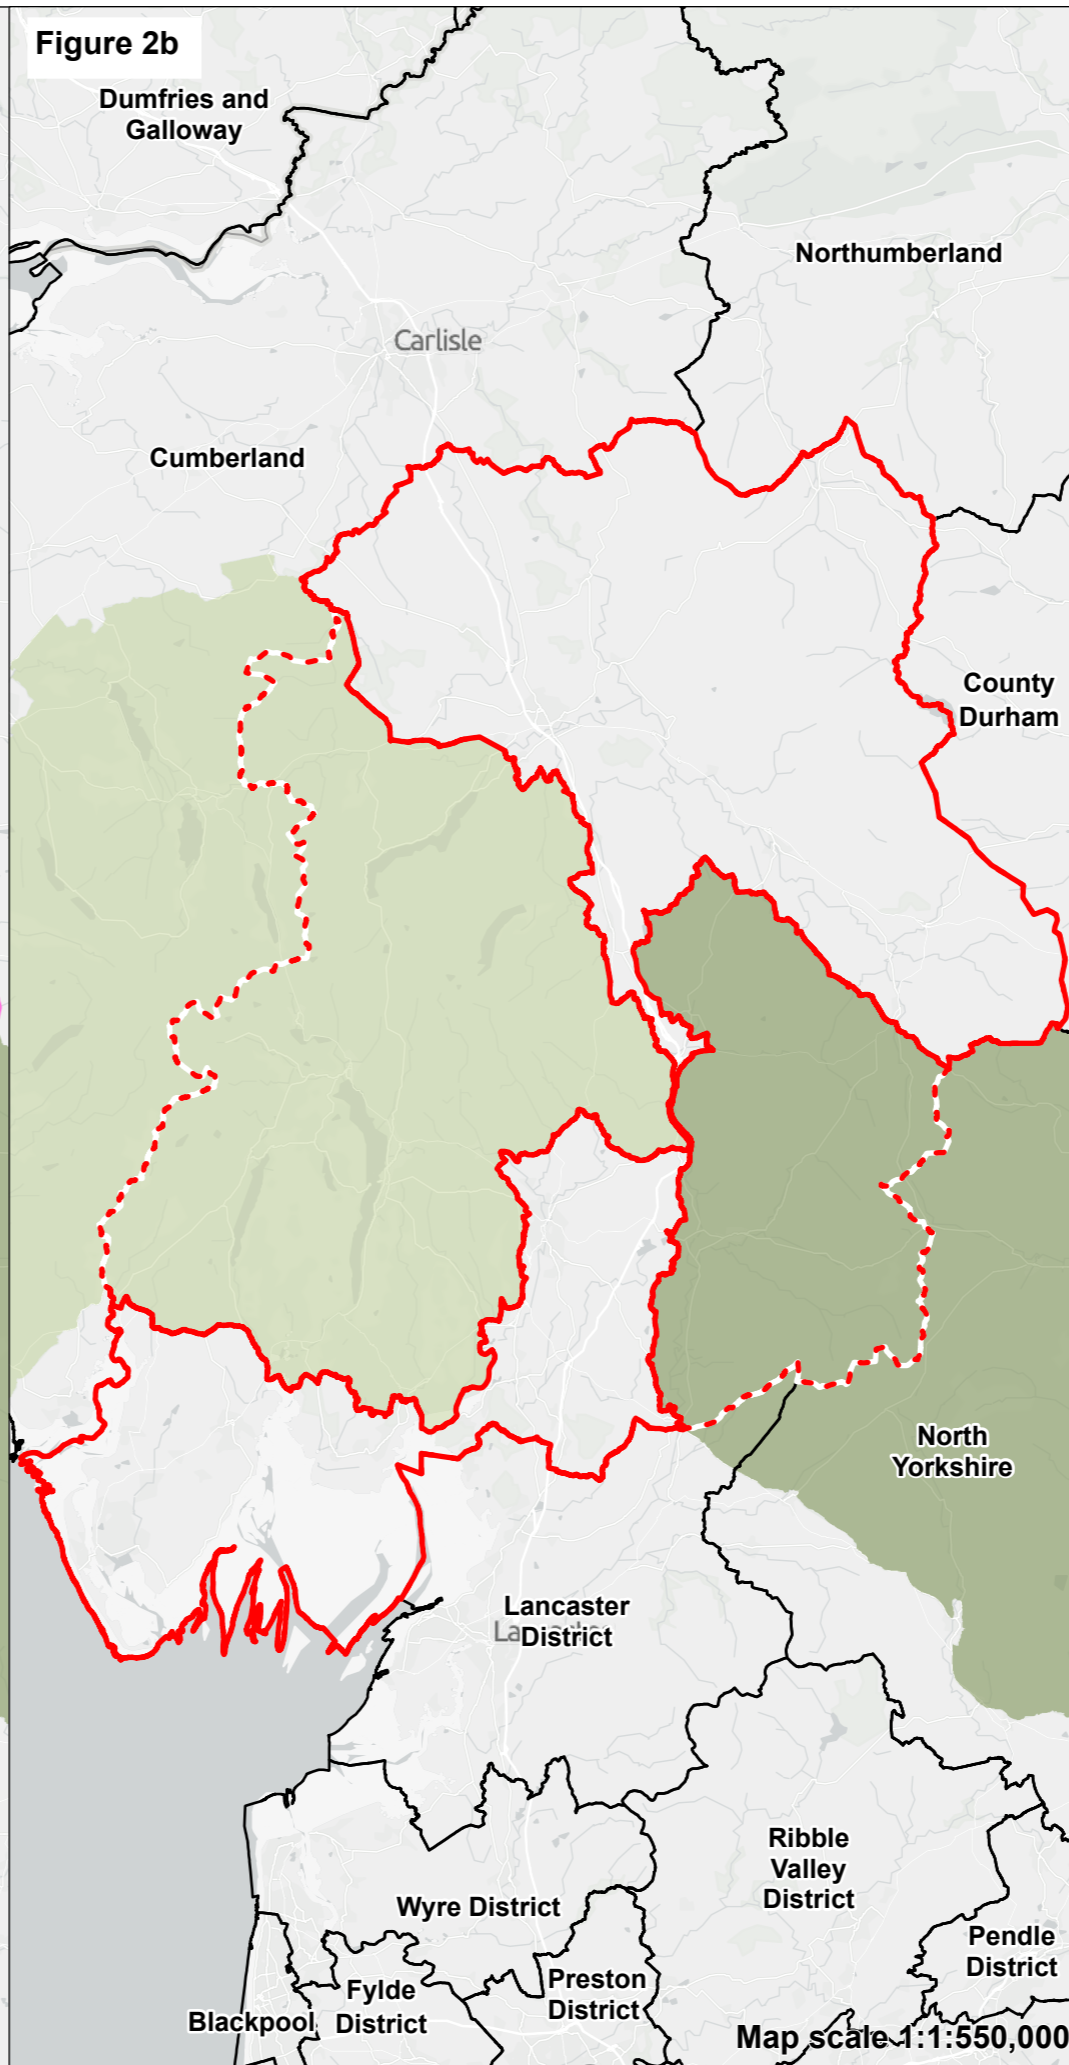 Figure 2b
Dumfries and
Galloway
Northumberland
Carlisle
Cumberland
County
Durham
North
Yorkshire
Lancaster
District
Ribble
Valley
District
Wyre District
Pendle
District
Preston
District
Fylde
District
Blackpool
Map scale 1:1:550,000